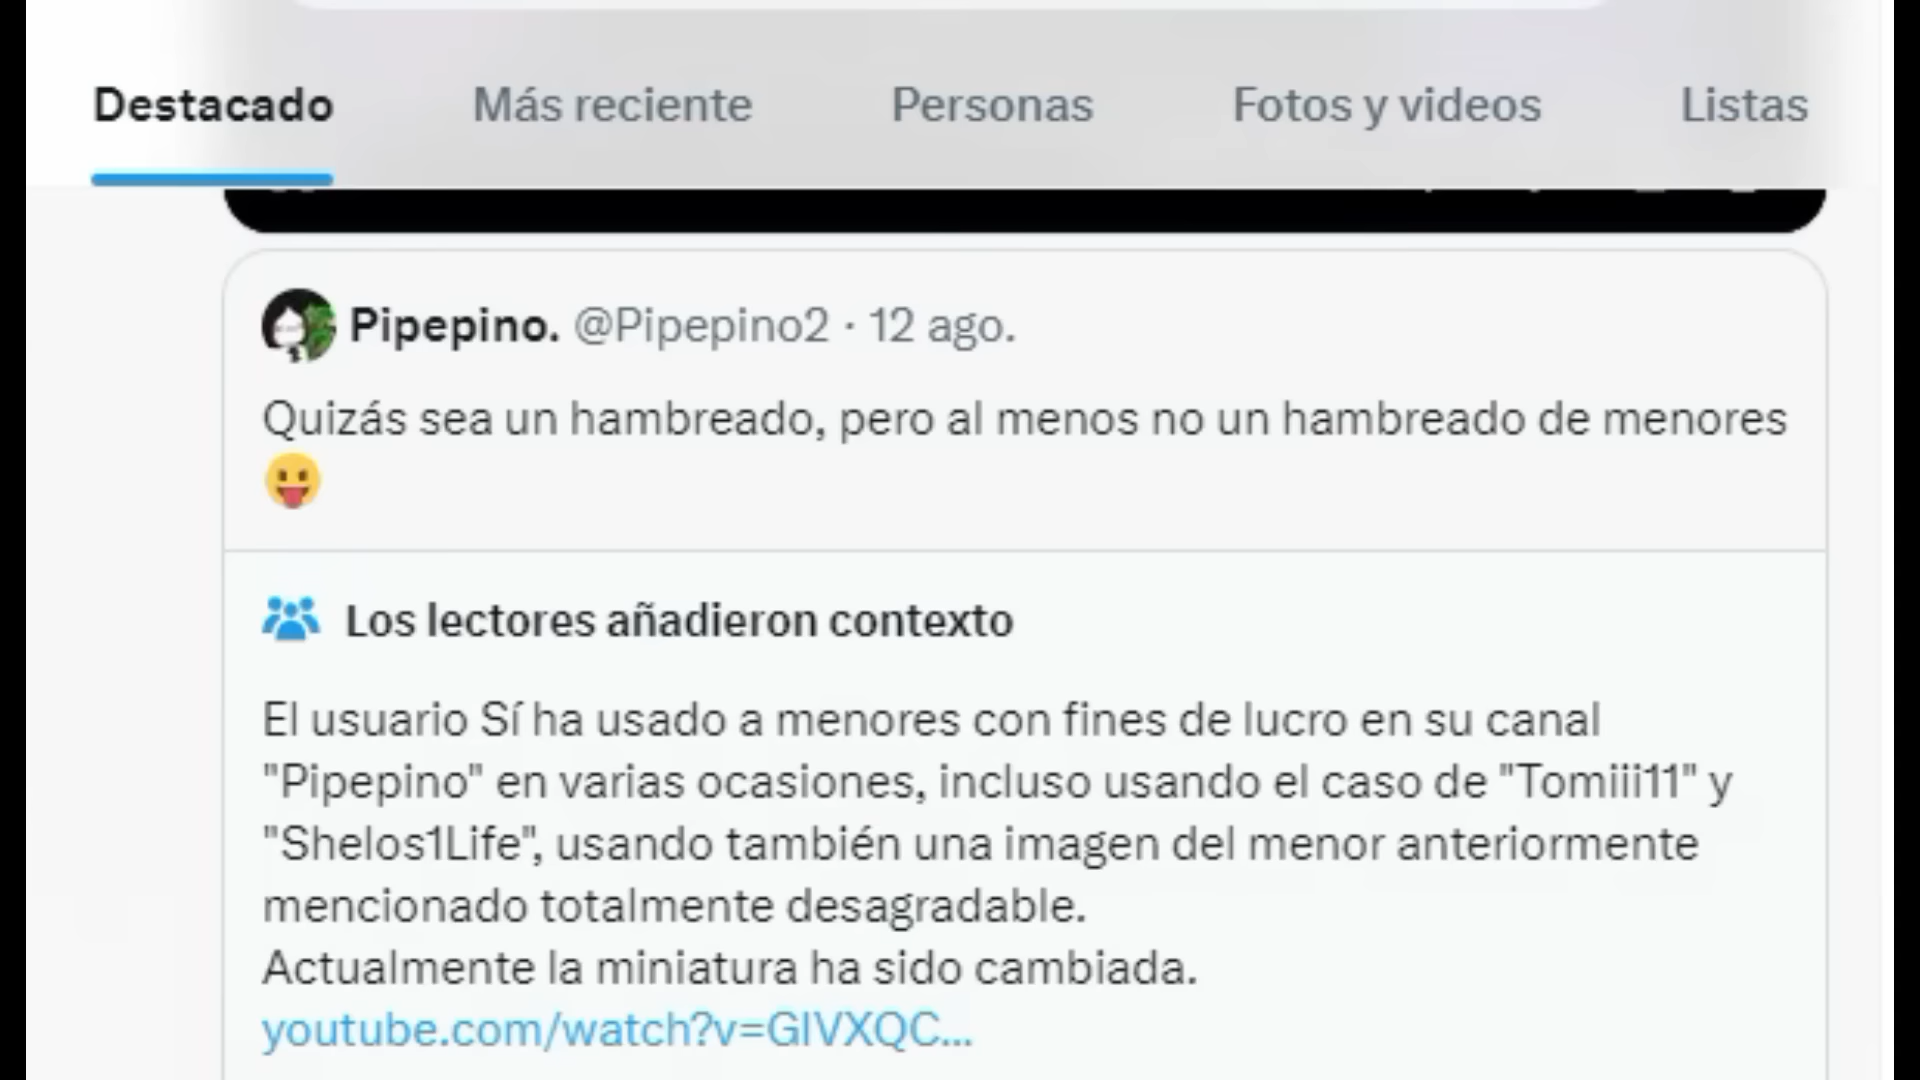 Destacado Más reciente Personas Fotos y videos Listas
Pipepino. @Pipepino2 · 12 ago.
Quizás sea un hambreado, pero al menos no un hambreado de menores
😛
Los lectores añadieron contexto
El usuario Sí ha usado a menores con fines de lucro en su canal
"Pipepino" en varias ocasiones, incluso usando el caso de "Tomiii11" y
"Shelos1Life", usando también una imagen del menor anteriormente
mencionado totalmente desagradable.
Actualmente la miniatura ha sido cambiada.
youtube.com/watch?v=GIVXQC...